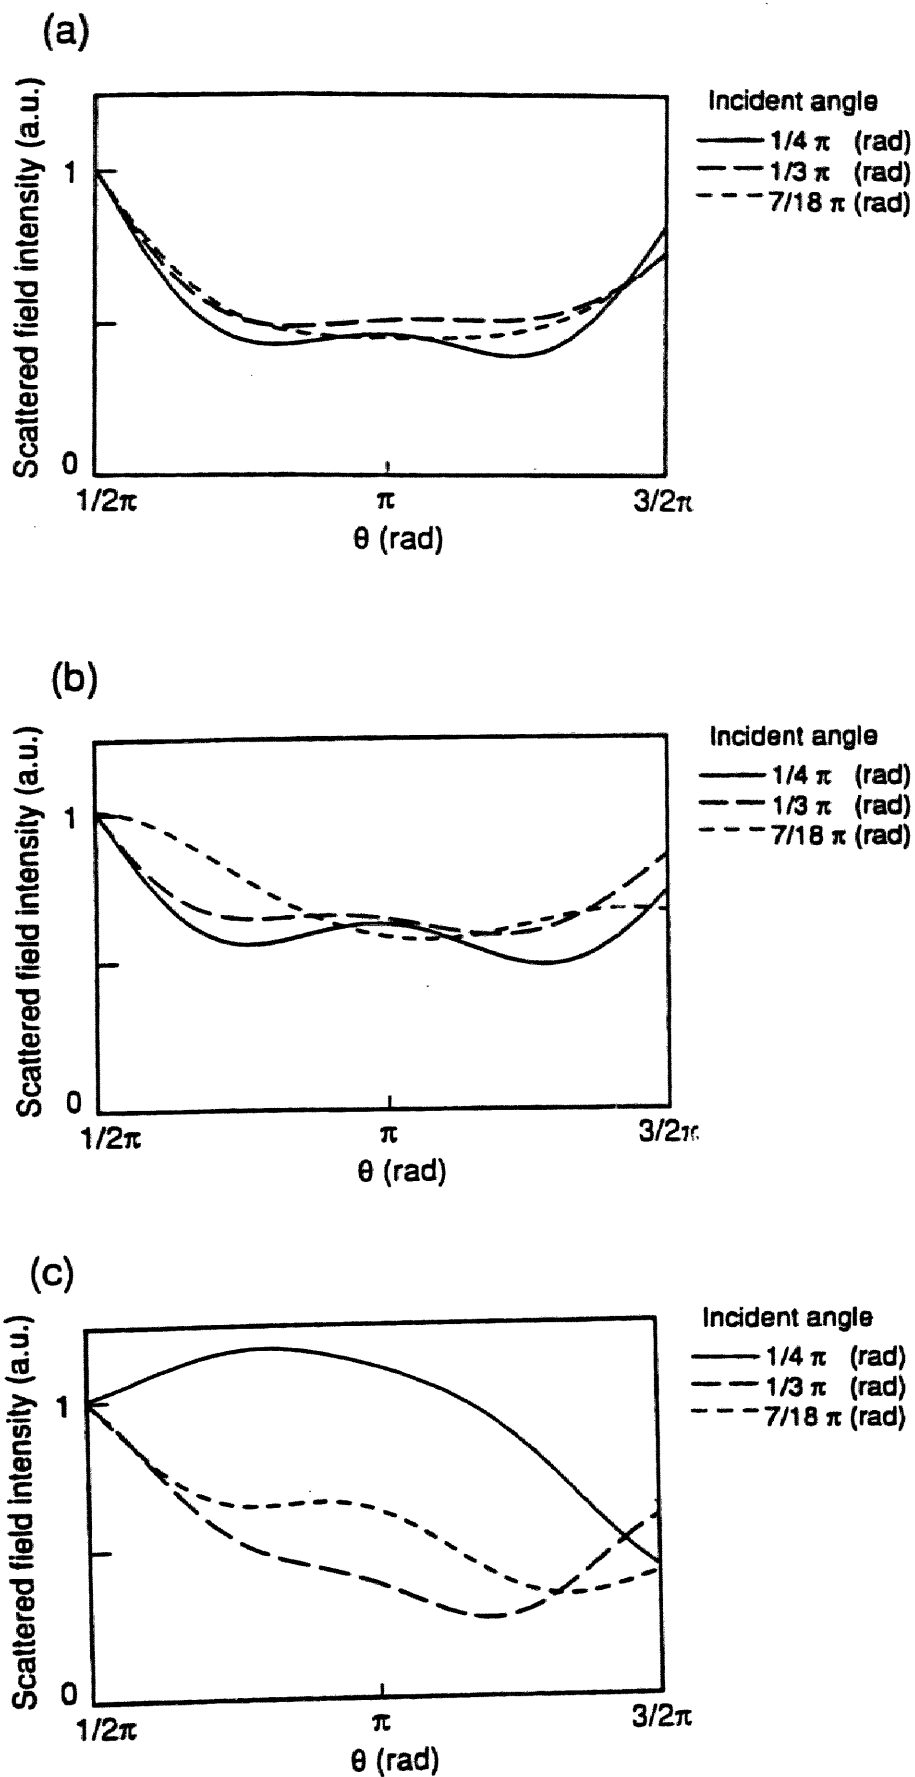 (a)
Scattered field intensity (a.u.)
1
0
1/2π
π
3/2π
θ (rad)
Incident angle
1/4 π (rad)
1/3 π (rad)
7/18 π (rad)
(b)
Scattered field intensity (a.u.)
1
0
1/2π
π
3/2π
θ (rad)
Incident angle
1/4 π (rad)
1/3 π (rad)
7/18 π (rad)
(c)
Scattered field intensity (a.u.)
1
0
1/2π
π
3/2π
θ (rad)
Incident angle
1/4 π (rad)
1/3 π (rad)
7/18 π (rad)